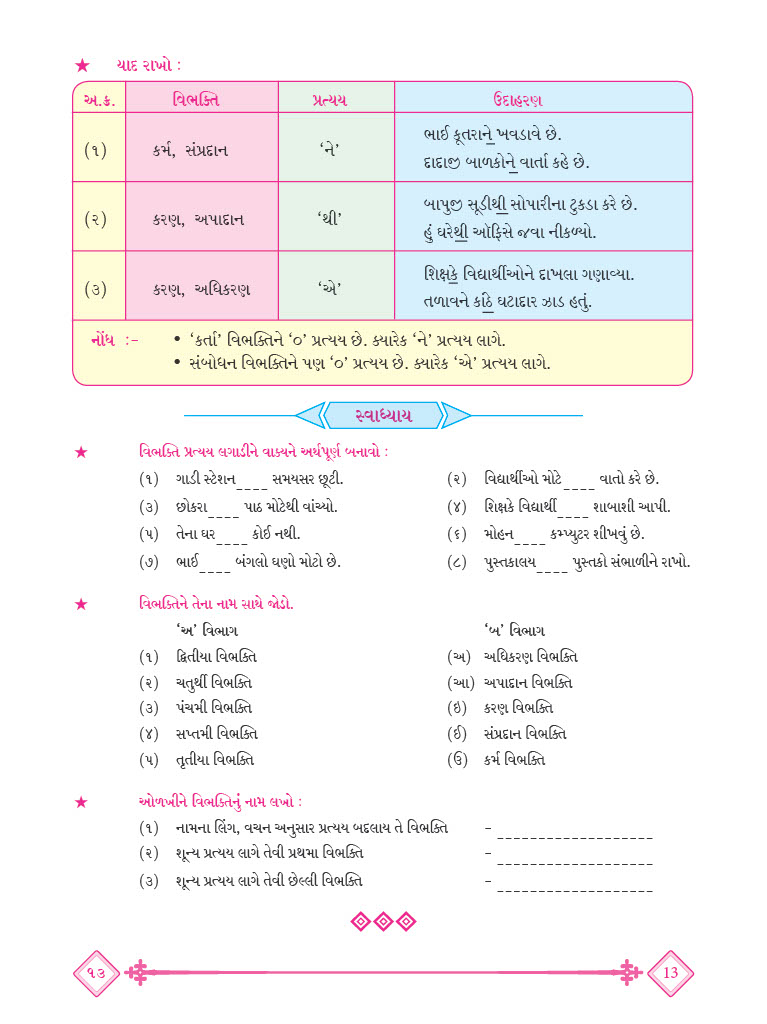 ★ યાદ રાખો :
અ.ક્ર. વિભક્તિ પ્રત્યય ઉદાહરણ
(૧) કર્મ, સંપ્રદાન ‘ને’ ભાઈ કૂતરાને ખવડાવે છે.
દાદાજી બાળકોને વાર્તા કહે છે.
(૨) કરણ, અપાદાન ‘થી’ બાપુજી સૂડીથી સોપારીના ટુકડા કરે છે.
હું ઘરેથી ઑફિસે જવા નીકળ્યો.
(૩) કરણ, અધિકરણ ‘એ’ શિક્ષકે વિદ્યાર્થીઓને દાખલા ગણાવ્યા.
તળાવને કાંઠે ઘટાદાર ઝાડ હતું.
નોંધ :– • ‘કર્તા’ વિભક્તિને ‘૦’ પ્રત્યય છે. ક્યારેક ‘ને’ પ્રત્યય લાગે.
• સંબોધન વિભક્તિને પણ ‘૦’ પ્રત્યય છે. ક્યારેક ‘એ’ પ્રત્યય લાગે.
સ્વાધ્યાય
★ વિભક્તિ પ્રત્યય લગાડીને વાક્યને અર્થપૂર્ણ બનાવો :
(૧) ગાડી સ્ટેશન____ સમયસર છૂટી. (૨) વિદ્યાર્થીઓ મોટે____ વાતો કરે છે.
(૩) છોકરા____ પાઠ મોટેથી વાંચ્યો. (૪) શિક્ષકે વિદ્યાર્થી____ શાબાશી આપી.
(૫) તેના ઘર____ કોઈ નથી. (૬) મોહન____ કમ્પ્યુટર શીખવું છે.
(૭) ભાઈ____ બંગલો ઘણો મોટો છે. (૮) પુસ્તકાલય____ પુસ્તકો સંભાળીને રાખો.
★ વિભક્તિને તેના નામ સાથે જોડો.
‘અ’ વિભાગ ‘બ’ વિભાગ
(૧) દ્વિતીયા વિભક્તિ (અ) અધિકરણ વિભક્તિ
(૨) ચતુર્થી વિભક્તિ (આ) અપાદાન વિભક્તિ
(૩) પંચમી વિભક્તિ (ઇ) કરણ વિભક્તિ
(૪) સપ્તમી વિભક્તિ (ઈ) સંપ્રદાન વિભક્તિ
(૫) તૃતીયા વિભક્તિ (ઉ) કર્મ વિભક્તિ
★ ઓળખીને વિભક્તિનું નામ લખો :
(૧) નામના લિંગ, વચન અનુસાર પ્રત્યય બદલાય તે વિભક્તિ – ___________________
(૨) શૂન્ય પ્રત્યય લાગે તેવી પ્રથમા વિભક્તિ – ___________________
(૩) શૂન્ય પ્રત્યય લાગે તેવી છેલ્લી વિભક્તિ – ___________________
૧૩ 13